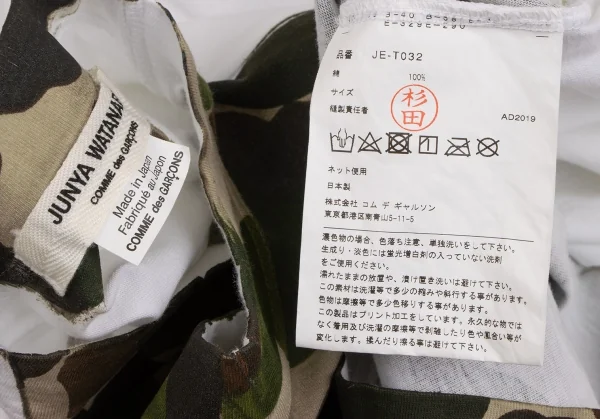 JUNYA WATANAB
COMME des GARÇONS
Made in Japan
Fabriqué au Japon
COMME des GARÇONS
品番 JE-T032
綿 100%
サイズ
縫製責任者 杉田 AD2019
ネット使用
日本製
株式会社 コム デ ギャルソン
東京都港区南青山5-11-5
濃色物の場合、色落ち注意、単独洗いをして下さい。
生成り・淡色には蛍光増白剤の入っていない洗剤
をご使用ください。
濡れたままの放置や、漬け置き洗いは避けて下さい。
この素材は洗濯等で多少の縮みや斜行する事があります。
色物は摩擦等で多少色移りする事があります。
この製品はプリント加工をしています。永久的な物では
なく着用及び洗濯の摩擦等で剥離したり色や風合い等が
変化します。揉んだり擦る事は避けて下さい。